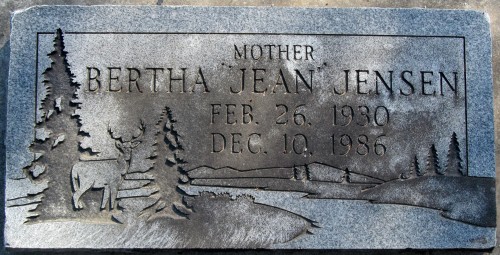 MOTHER
BERTHA "JEAN" JENSEN
FEB. 26. 1930
DEC. 10. 1986